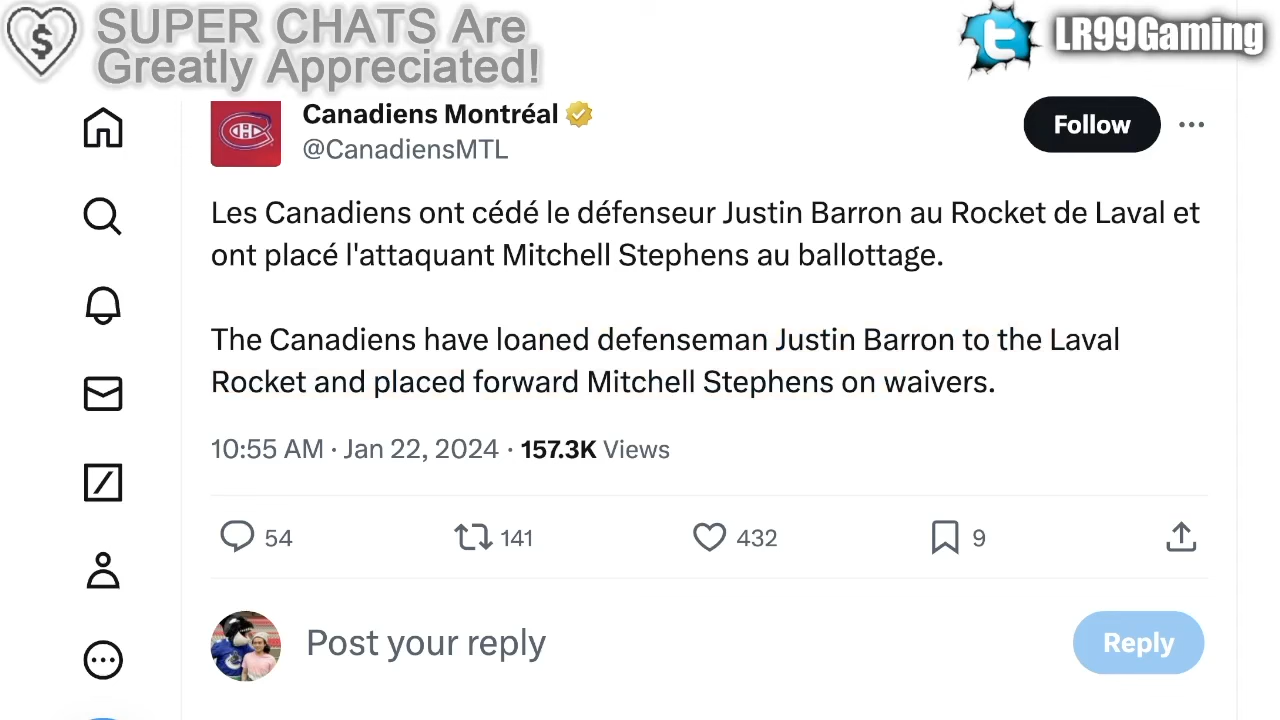 SUPER CHATS Are
Greatly Appreciated!
LR99Gaming
Canadiens Montréal
@CanadiensMTL
Follow
Les Canadiens ont cédé le défenseur Justin Barron au Rocket de Laval et
ont placé l'attaquant Mitchell Stephens au ballottage.
The Canadiens have loaned defenseman Justin Barron to the Laval
Rocket and placed forward Mitchell Stephens on waivers.
10:55 AM · Jan 22, 2024 · 157.3K Views
54 141 432 9
Post your reply
Reply